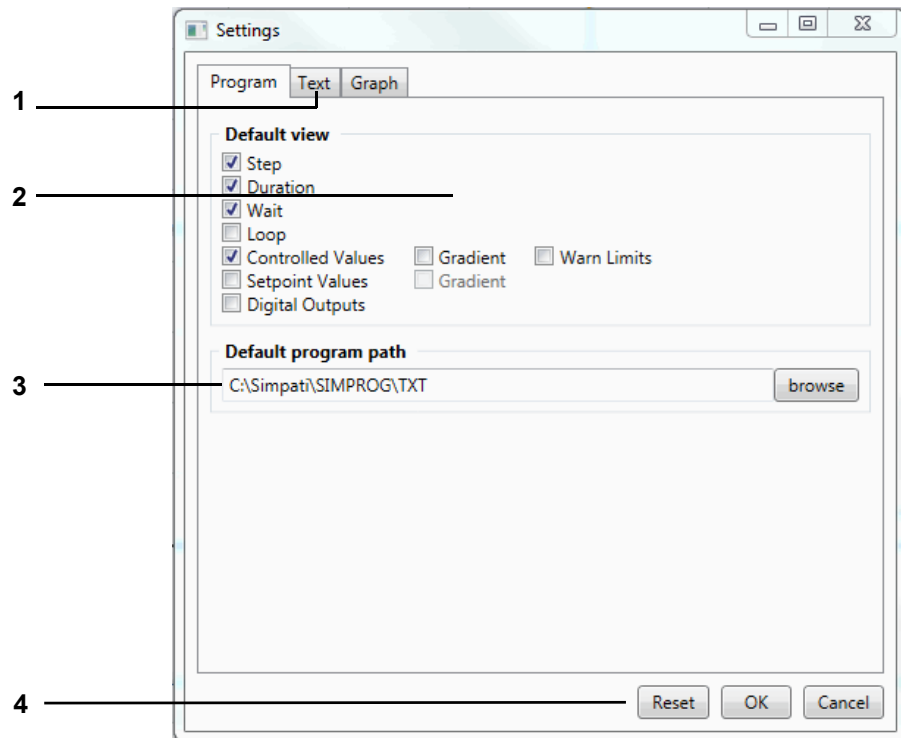 Settings
Program Text Graph
1
Default view
Step
Duration
2
Wait
Loop
Controlled Values Gradient Warn Limits
Setpoint Values Gradient
Digital Outputs
Default program path
3
C:\Simpati\SIMPROG\TXT browse
4
Reset OK Cancel